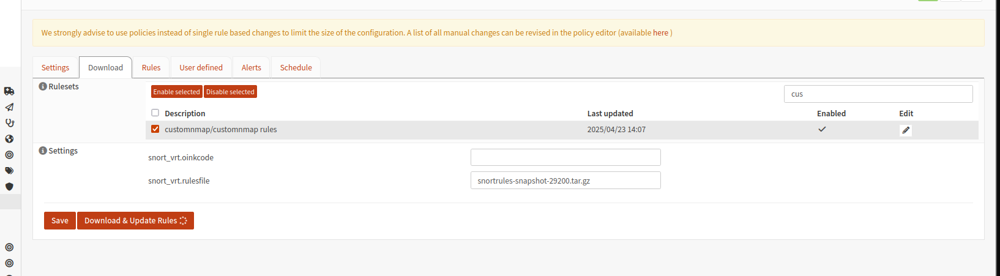 We strongly advise to use policies instead of single rule based changes to limit the size of the configuration. A list of all manual changes can be revised in the policy editor (available here )
Settings Download Rules User defined Alerts Schedule
Rulesets
Enable selected Disable selected cus
Description Last updated Enabled Edit
customnmap/customnmap rules 2025/04/23 14:07
Settings
snort_vrt.oinkcode
snort_vrt.rulesfile snortrules-snapshot-29200.tar.gz
Save Download & Update Rules